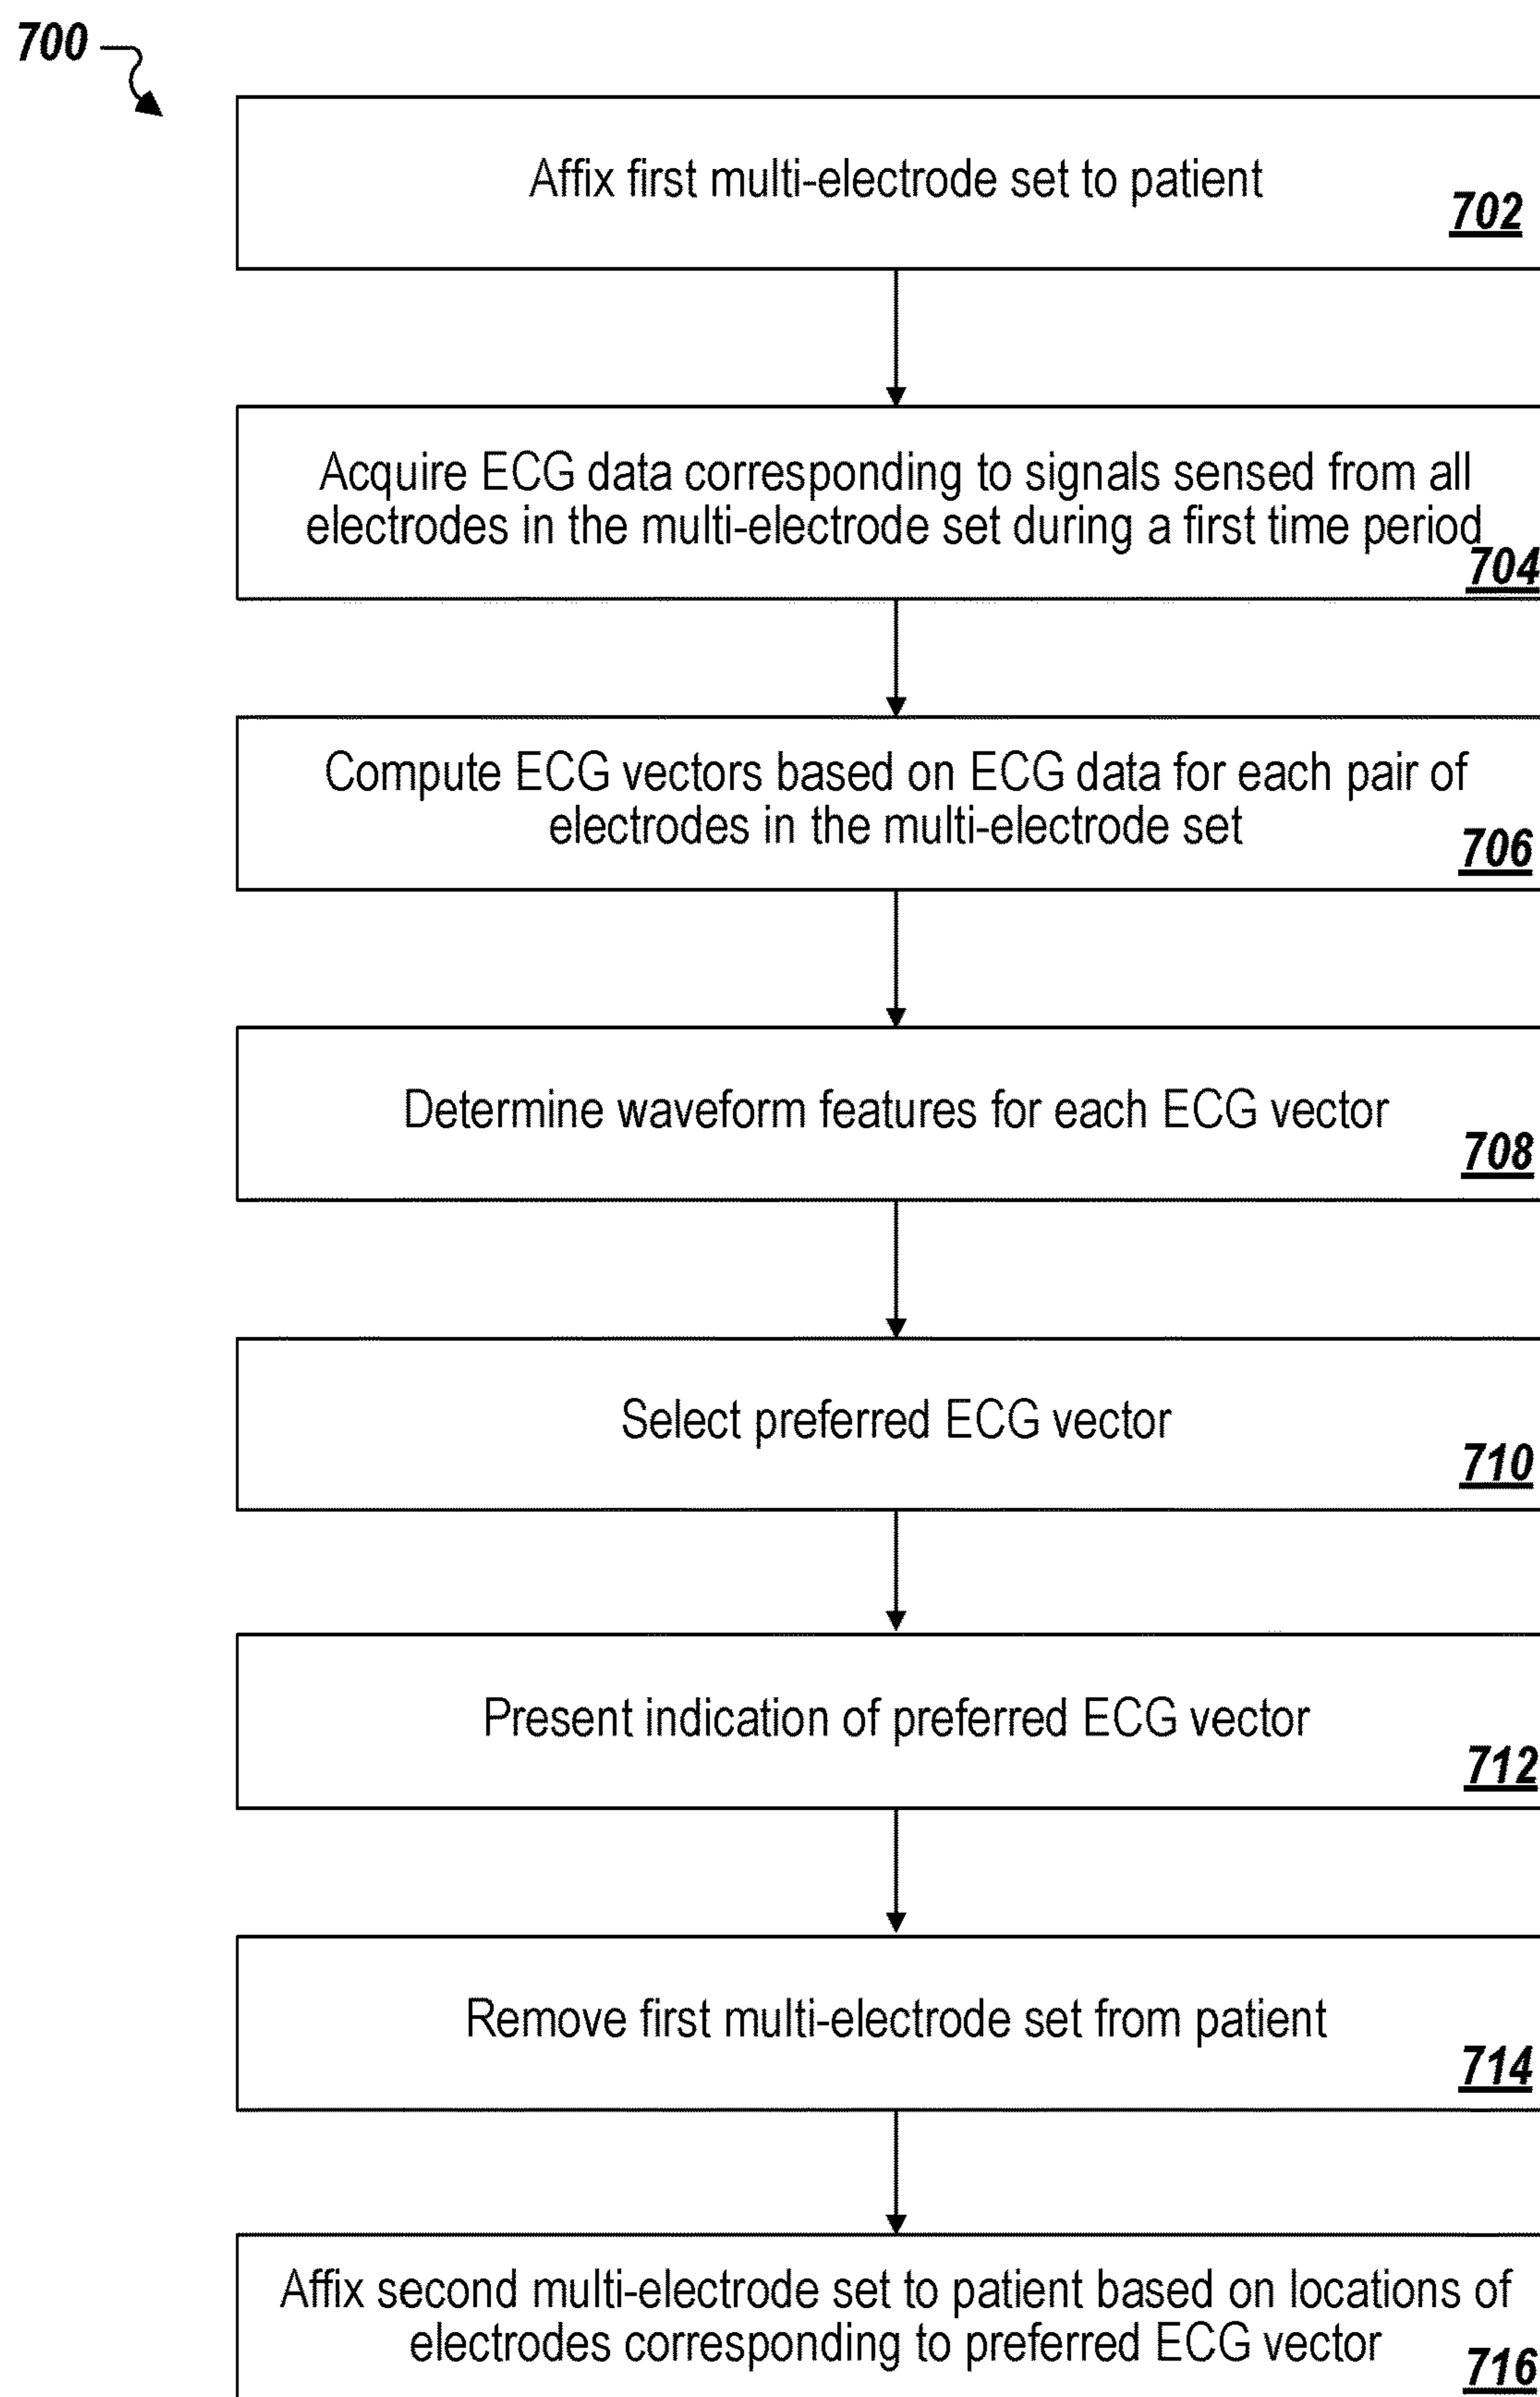 700
Affix first multi-electrode set to patient
702
Acquire ECG data corresponding to signals sensed from all
electrodes in the multi-electrode set during a first time period
704
Compute ECG vectors based on ECG data for each pair of
electrodes in the multi-electrode set
706
Determine waveform features for each ECG vector
708
Select preferred ECG vector
710
Present indication of preferred ECG vector
712
Remove first multi-electrode set from patient
714
Affix second multi-electrode set to patient based on locations of
electrodes corresponding to preferred ECG vector
716